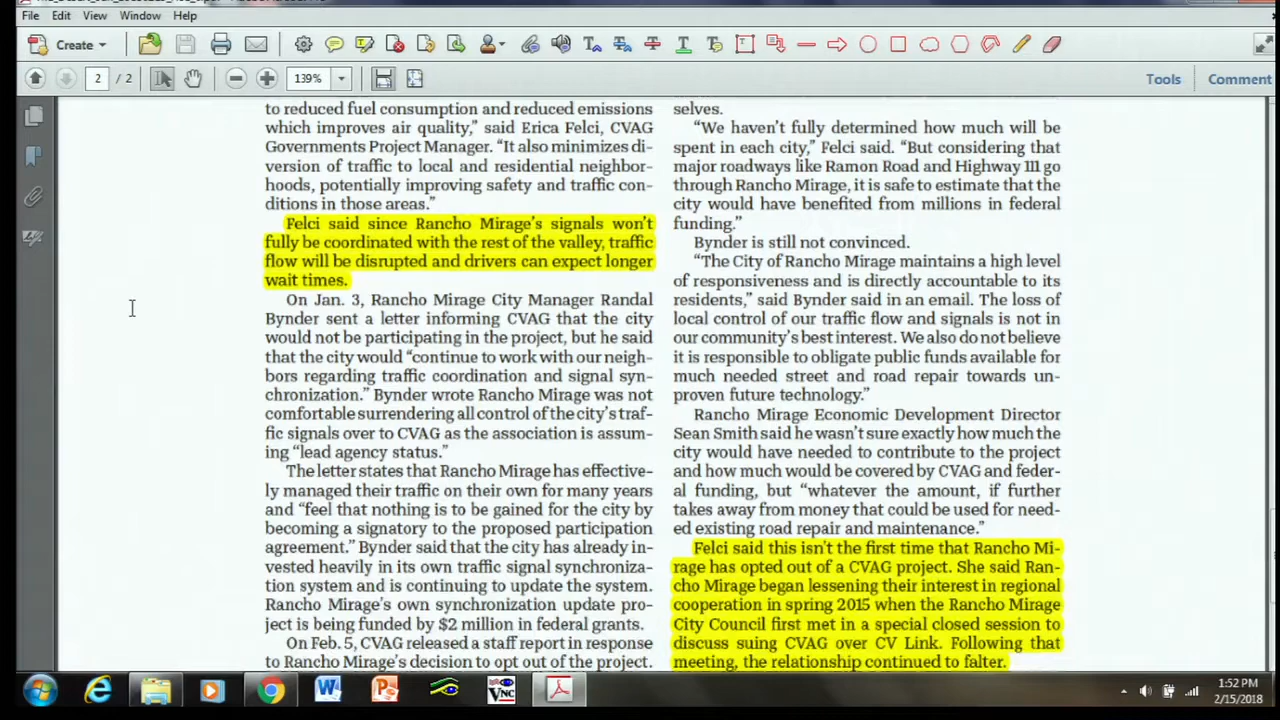 File Edit View Window Help
Create
2 / 2
139%
Tools
Comment
to reduced fuel consumption and reduced emissions
which improves air quality,” said Erica Felci, CVAG
Governments Project Manager. “It also minimizes di-
version of traffic to local and residential neighbor-
hoods, potentially improving safety and traffic con-
ditions in those areas.”
Felci said since Rancho Mirage’s signals won’t
fully be coordinated with the rest of the valley, traffic
flow will be disrupted and drivers can expect longer
wait times.
On Jan. 3, Rancho Mirage City Manager Randal
Bynder sent a letter informing CVAG that the city
would not be participating in the project, but he said
that the city would “continue to work with our neigh-
bors regarding traffic coordination and signal syn-
chronization.” Bynder wrote Rancho Mirage was not
comfortable surrendering all control of the city’s traf-
fic signals over to CVAG as the association is assum-
ing “lead agency status.”
The letter states that Rancho Mirage has effective-
ly managed their traffic on their own for many years
and “feel that nothing is to be gained for the city by
becoming a signatory to the proposed participation
agreement.” Bynder said that the city has already in-
vested heavily in its own traffic signal synchroniza-
tion system and is continuing to update the system.
Rancho Mirage’s own synchronization update pro-
ject is being funded by $2 million in federal grants.
On Feb. 5, CVAG released a staff report in response
to Rancho Mirage’s decision to opt out of the project.
selves.
“We haven’t fully determined how much will be
spent in each city,” Felci said. “But considering that
major roadways like Ramon Road and Highway 111 go
through Rancho Mirage, it is safe to estimate that the
city would have benefited from millions in federal
funding.”
Bynder is still not convinced.
“The City of Rancho Mirage maintains a high level
of responsiveness and is directly accountable to its
residents,” said Bynder said in an email. The loss of
local control of our traffic flow and signals is not in
our community’s best interest. We also do not believe
it is responsible to obligate public funds available for
much needed street and road repair towards un-
proven future technology.”
Rancho Mirage Economic Development Director
Sean Smith said he wasn’t sure exactly how much the
city would have needed to contribute to the project
and how much would be covered by CVAG and feder-
al funding, but “whatever the amount, if further
takes away from money that could be used for need-
ed existing road repair and maintenance.”
Felci said this isn’t the first time that Rancho Mi-
rage has opted out of a CVAG project. She said Ran-
cho Mirage began lessening their interest in regional
cooperation in spring 2015 when the Rancho Mirage
City Council first met in a special closed session to
discuss suing CVAG over CV Link. Following that
meeting, the relationship continued to falter.
1:52 PM
2/15/2018